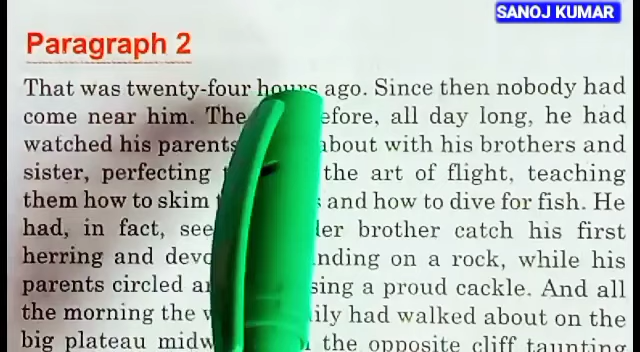 SANOJ KUMAR
Paragraph 2
That was twenty-four hours ago. Since then nobody had
come near him. The efore, all day long, he had
watched his parents about with his brothers and
sister, perfecting the art of flight, teaching
them how to skim and how to dive for fish. He
had, in fact, see der brother catch his first
herring and devo nding on a rock, while his
parents circled ar sing a proud cackle. And all
the morning the w ily had walked about on the
big plateau midw the opposite cliff taunting